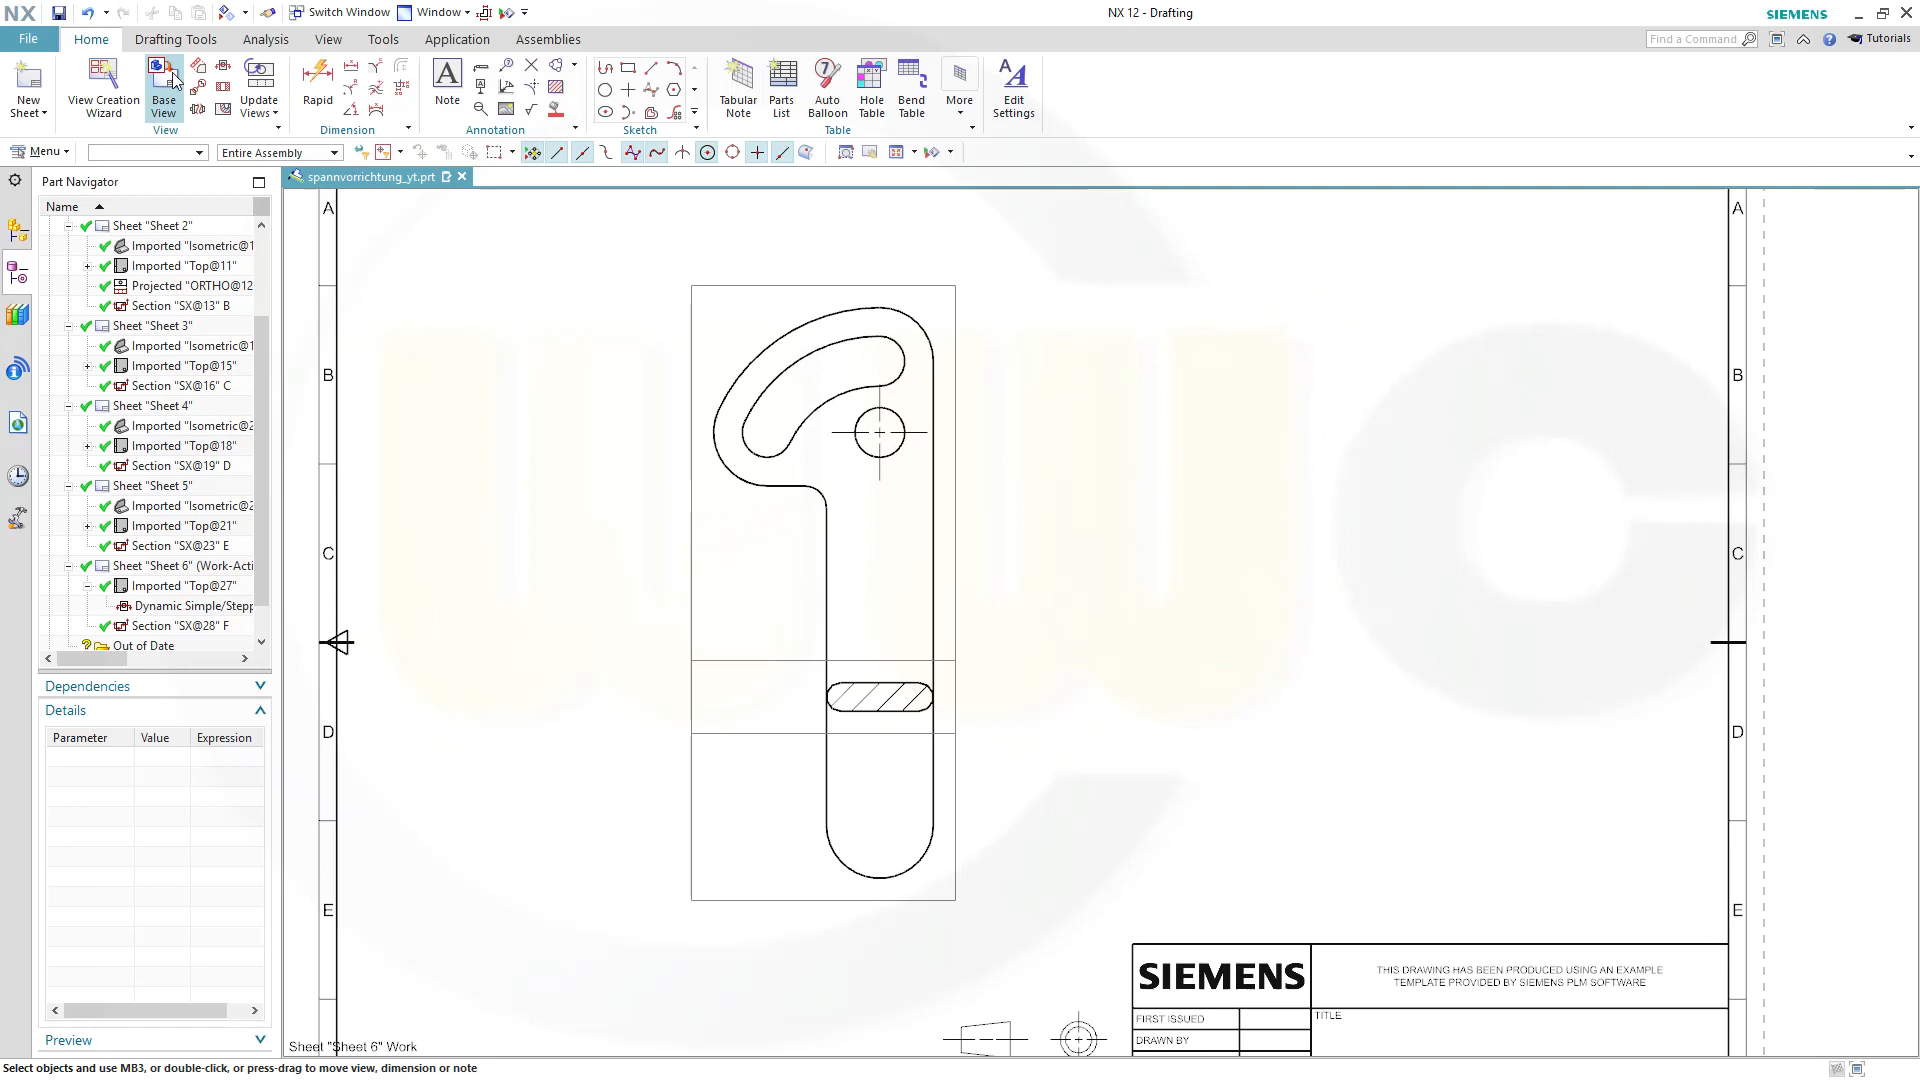 NX
Switch Window
Window
NX 12 - Drafting
SIEMENS
File
Home
Drafting Tools
Analysis
View
Tools
Application
Assemblies
Find a Command
Tutorials
New
Sheet
View Creation
Wizard
Base
View
Update
Views
View
Rapid
Dimension
A
Note
Annotation
Sketch
Tabular
Note
Parts
List
7
Auto
Balloon
Hole
Table
Bend
Table
More
Table
Edit
Settings
Menu
Entire Assembly
Part Navigator
spannvorrichtung_yt.prt
Name
Sheet "Sheet 2"
Imported "Isometric@1
Imported "Top@11"
Projected "ORTHO@12
Section "SX@13" B
Sheet "Sheet 3"
Imported "Isometric@1
Imported "Top@15"
Section "SX@16" C
Sheet "Sheet 4"
Imported "Isometric@2
Imported "Top@18"
Section "SX@19" D
Sheet "Sheet 5"
Imported "Isometric@2
Imported "Top@21"
Section "SX@23" E
Sheet "Sheet 6" (Work-Acti
Imported "Top@27"
Dynamic Simple/Stepp
Section "SX@28" F
Out of Date
Dependencies
Details
Parameter Value Expression
Preview
A A
B B
C C
D D
E E
SIEMENS
THIS DRAWING HAS BEEN PRODUCED USING AN EXAMPLE
TEMPLATE PROVIDED BY SIEMENS PLM SOFTWARE
FIRST ISSUED
TITLE
DRAWN BY
Sheet "Sheet 6" Work
Select objects and use MB3, or double-click, or press-drag to move view, dimension or note